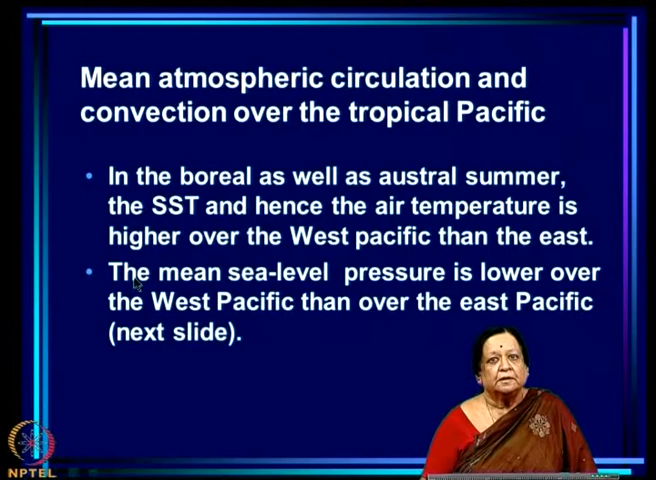 Mean atmospheric circulation and
convection over the tropical Pacific
• In the boreal as well as austral summer,
the SST and hence the air temperature is
higher over the West pacific than the east.
• The mean sea-level pressure is lower over
the West Pacific than over the east Pacific
(next slide).
NPTEL